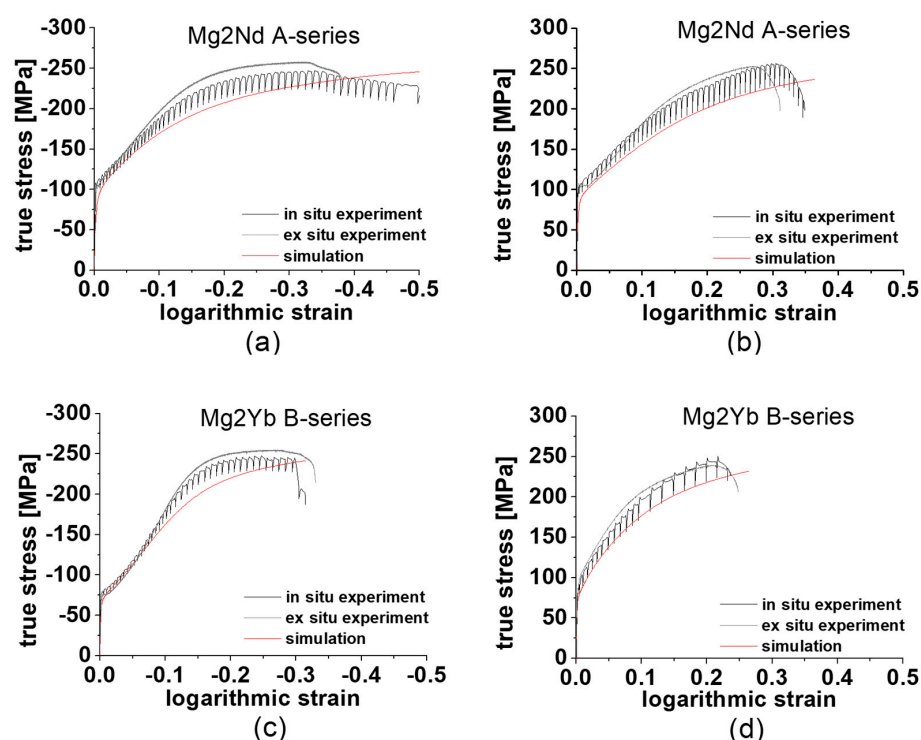 Mg2Nd A-series
true stress [MPa]
-300
-250
-200
-150
-100
-50
0
in situ experiment
ex situ experiment
simulation
0.0 -0.1 -0.2 -0.3 -0.4 -0.5
logarithmic strain
(a)
Mg2Nd A-series
true stress [MPa]
300
250
200
150
100
50
0
in situ experiment
ex situ experiment
simulation
0.0 0.1 0.2 0.3 0.4 0.5
logarithmic strain
(b)
Mg2Yb B-series
true stress [MPa]
-300
-250
-200
-150
-100
-50
0
in situ experiment
ex situ experiment
simulation
0.0 -0.1 -0.2 -0.3 -0.4 -0.5
logarithmic strain
(c)
Mg2Yb B-series
true stress [MPa]
300
250
200
150
100
50
0
in situ experiment
ex situ experiment
simulation
0.0 0.1 0.2 0.3 0.4 0.5
logarithmic strain
(d)